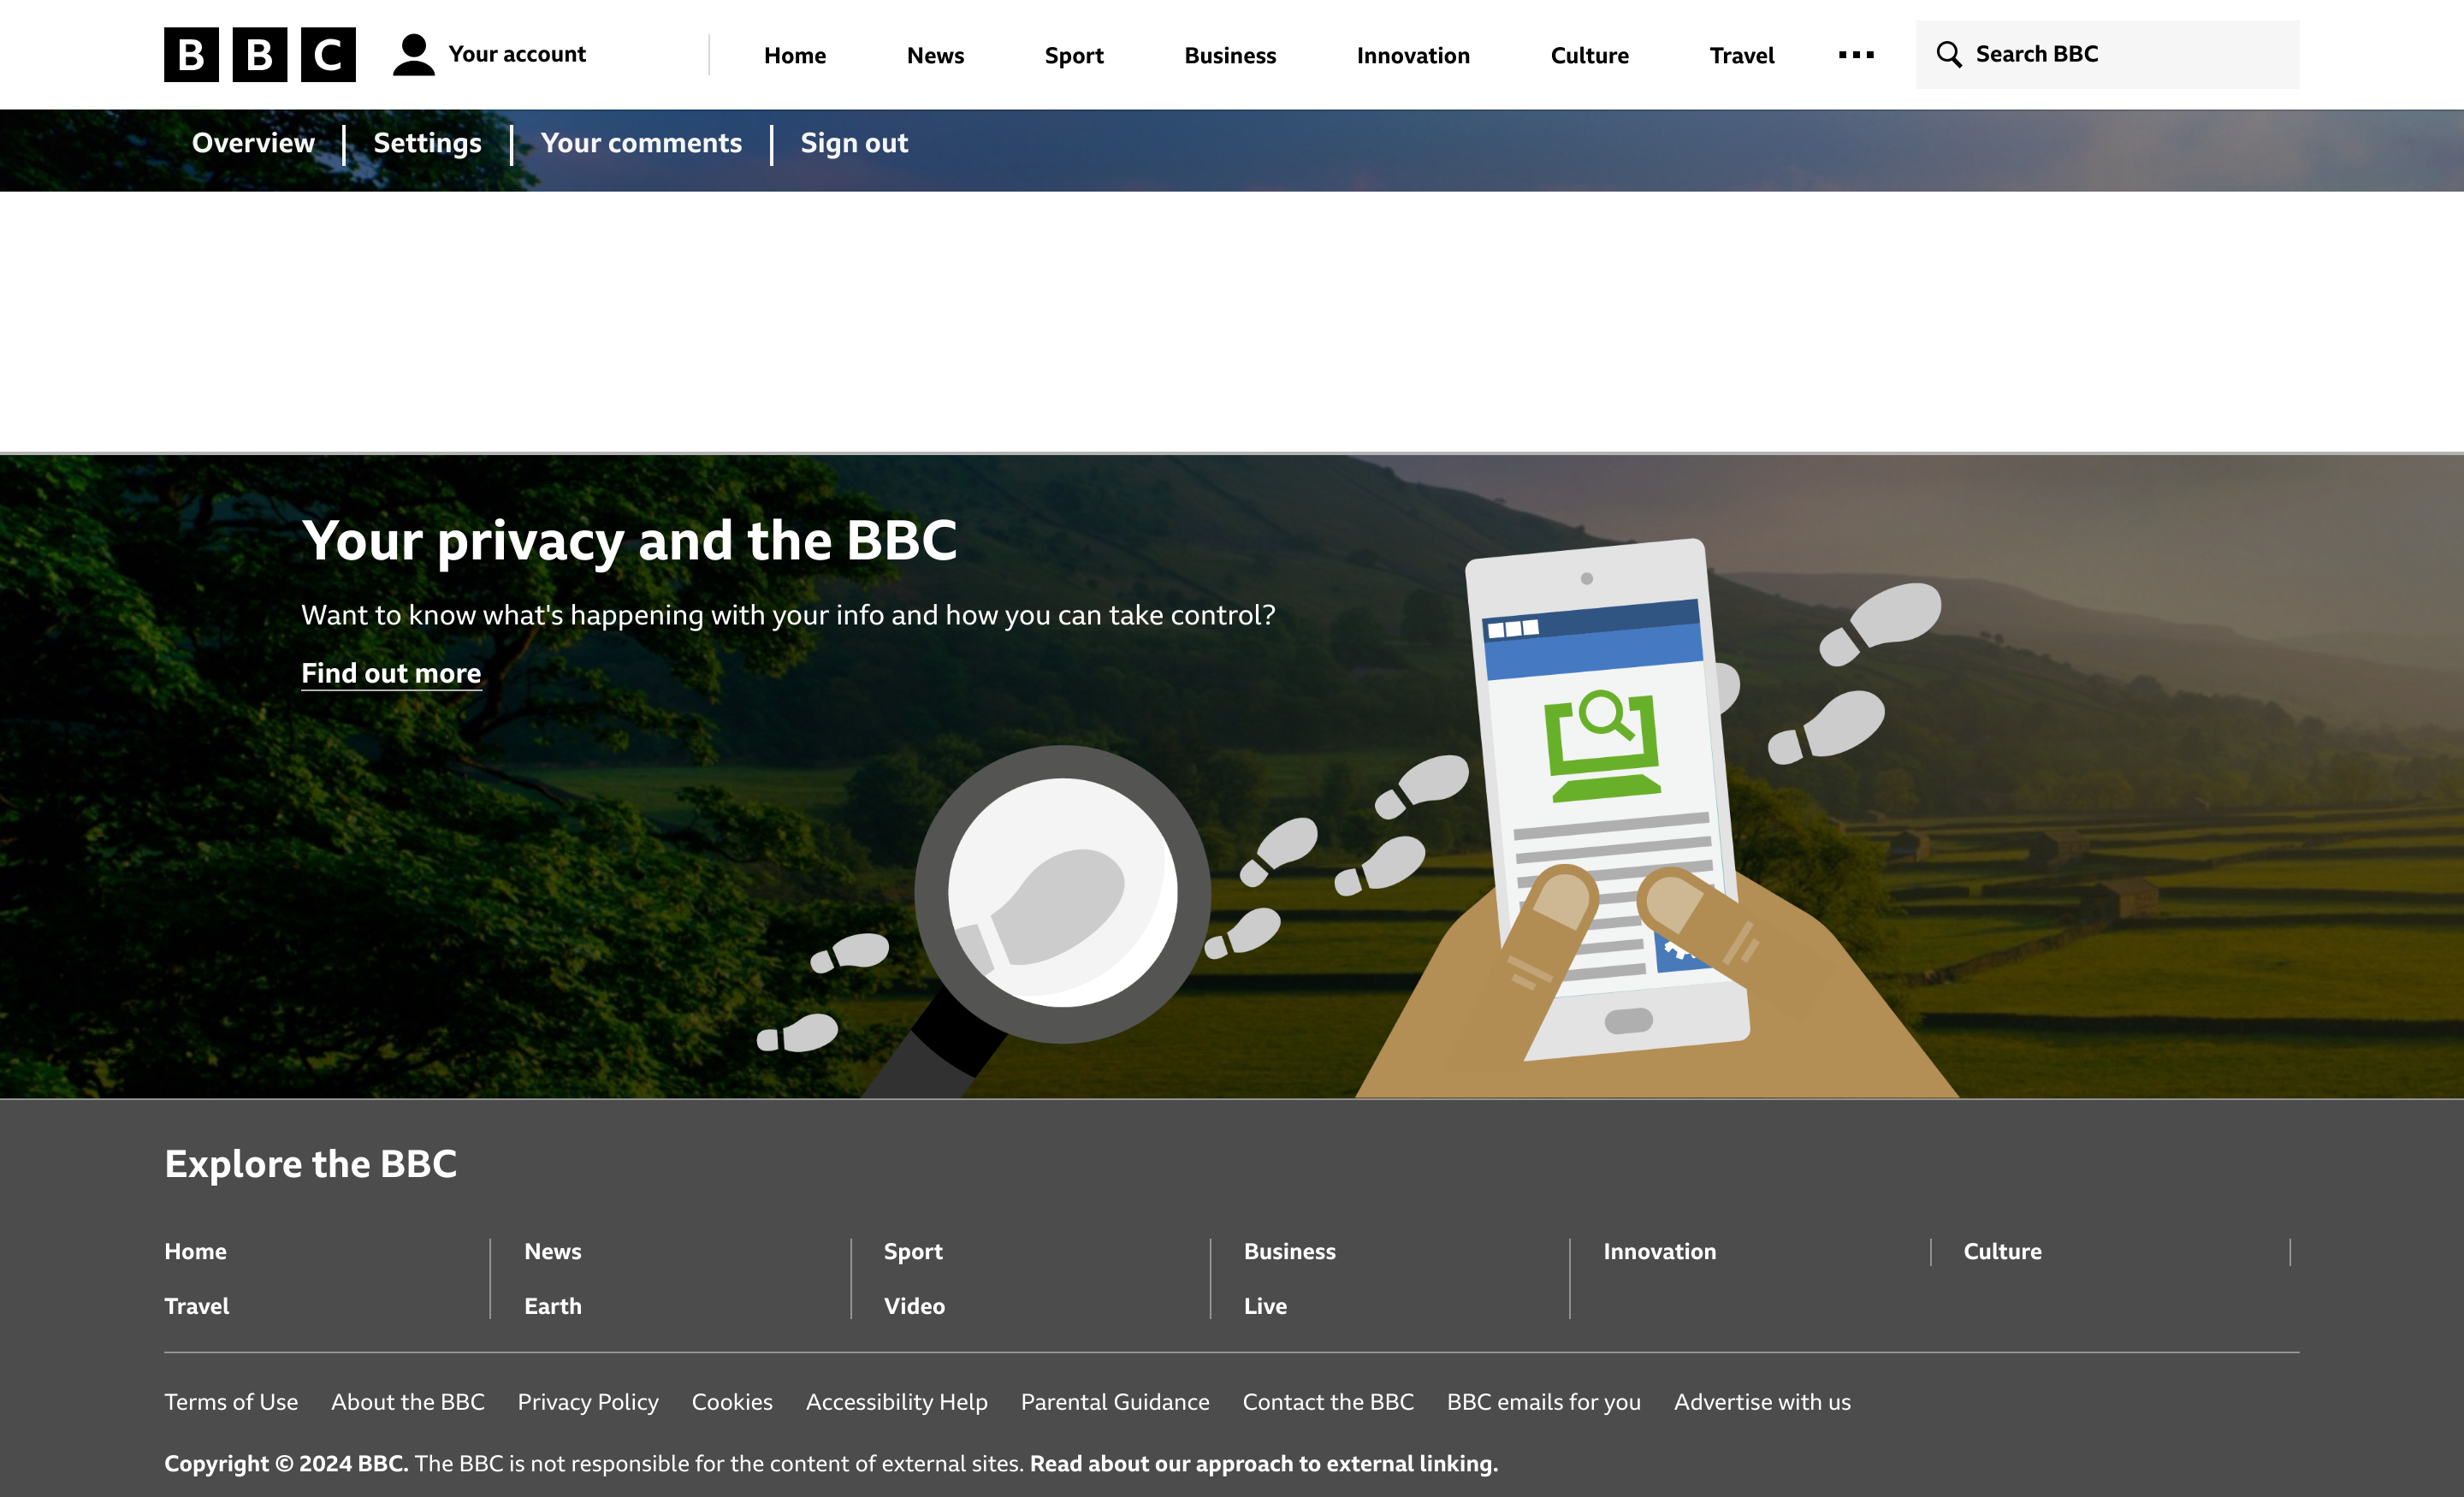 BBC Your account Home News Sport Business Innovation Culture Travel Search BBC
Overview Settings Your comments Sign out
Your privacy and the BBC
Want to know what's happening with your info and how you can take control?
Find out more
Explore the BBC
Home News Sport Business Innovation Culture
Travel Earth Video Live
Terms of Use About the BBC Privacy Policy Cookies Accessibility Help Parental Guidance Contact the BBC BBC emails for you Advertise with us
Copyright © 2024 BBC. The BBC is not responsible for the content of external sites. Read about our approach to external linking.